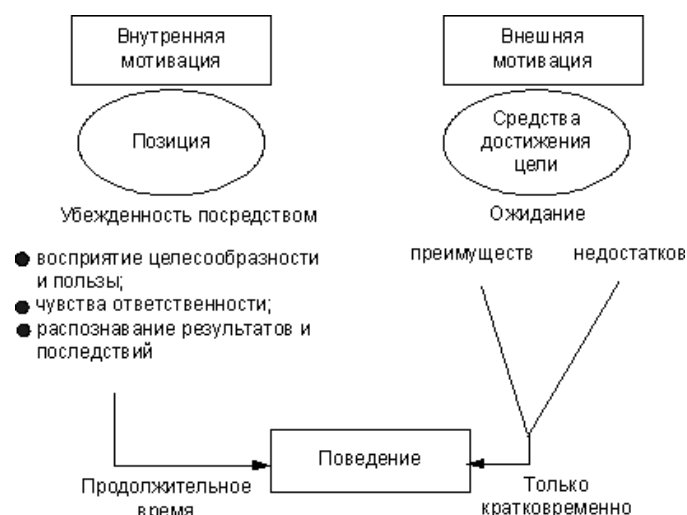 Внутренняя
мотивация
Внешняя
мотивация
Позиция
Средства
достижения
цели
Убежденность посредством
восприятие целесообразности
и пользы;
чувства ответственности;
распознавание результатов и
последствий
Ожидание
преимуществ
недостатков
Поведение
Продолжительное
время
Только
кратковременно